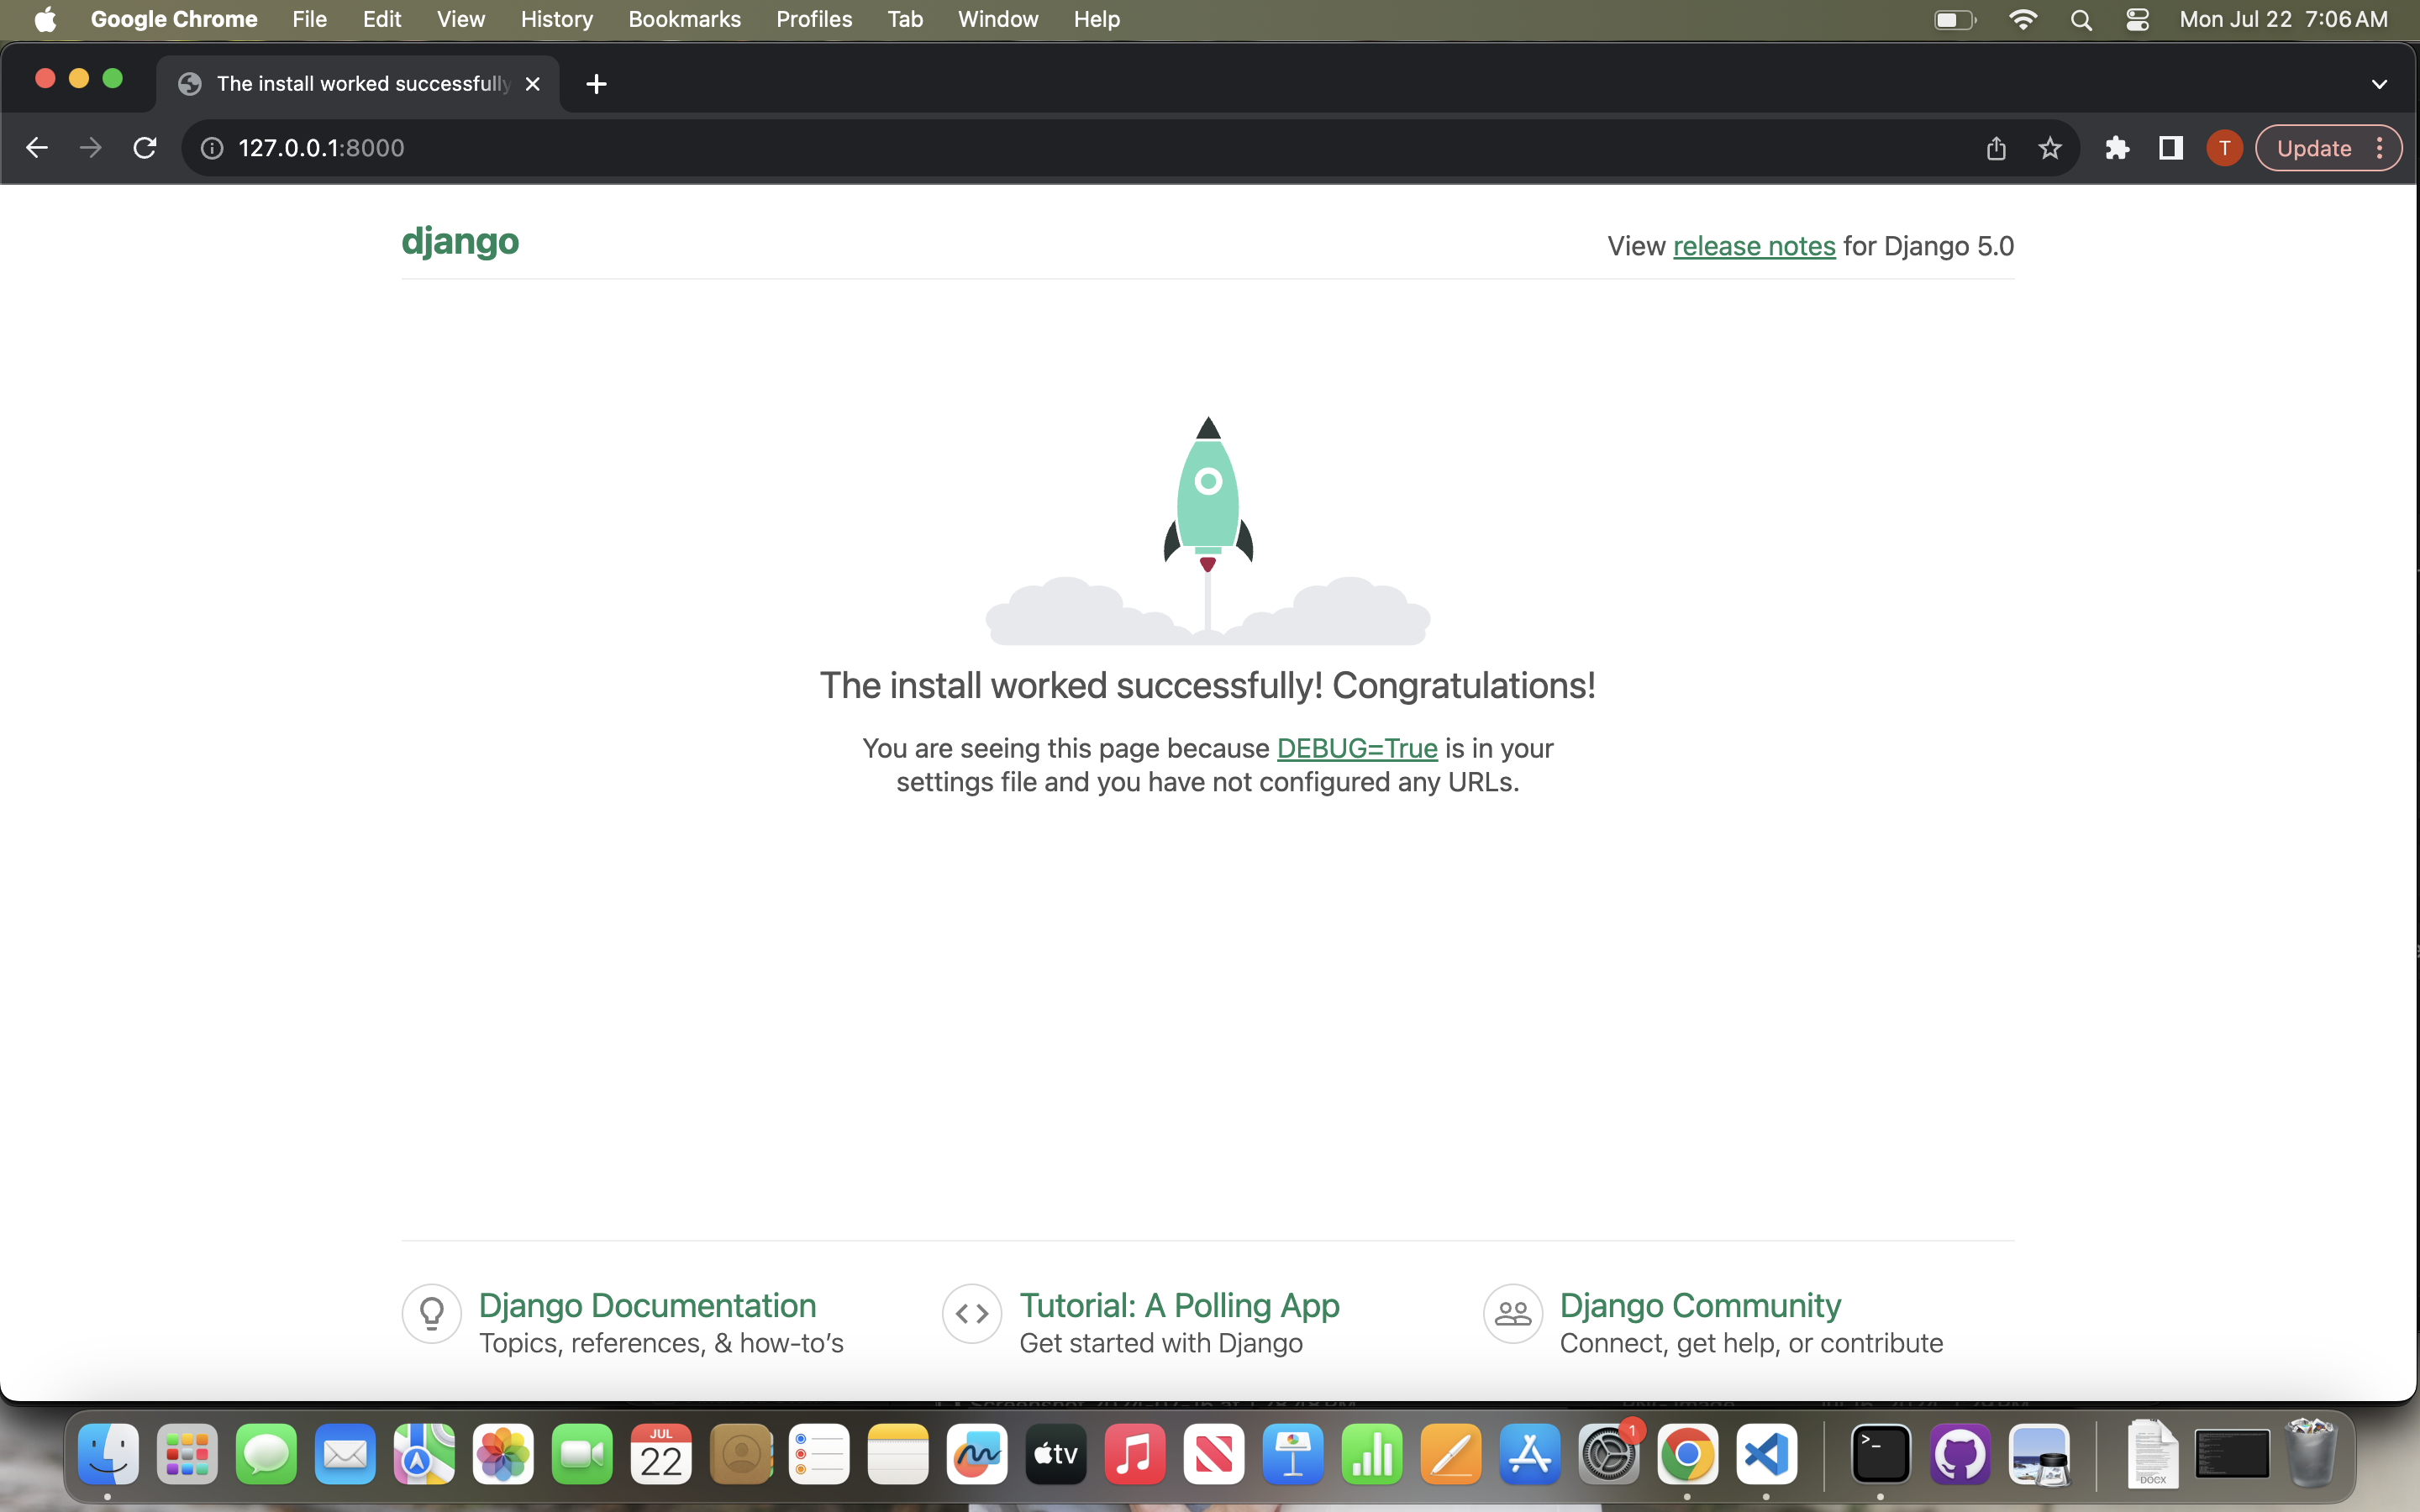 Google Chrome File Edit View History Bookmarks Profiles Tab Window Help Mon Jul 22 7:06 AM
The install worked successfully
127.0.0.1:8000 T Update
django View release notes for Django 5.0
The install worked successfully! Congratulations!
You are seeing this page because DEBUG=True is in your
settings file and you have not configured any URLs.
Django Documentation Tutorial: A Polling App Django Community
Topics, references, & how-to’s Get started with Django Connect, get help, or contribute
JUL 1
22 tv >_
DOCX